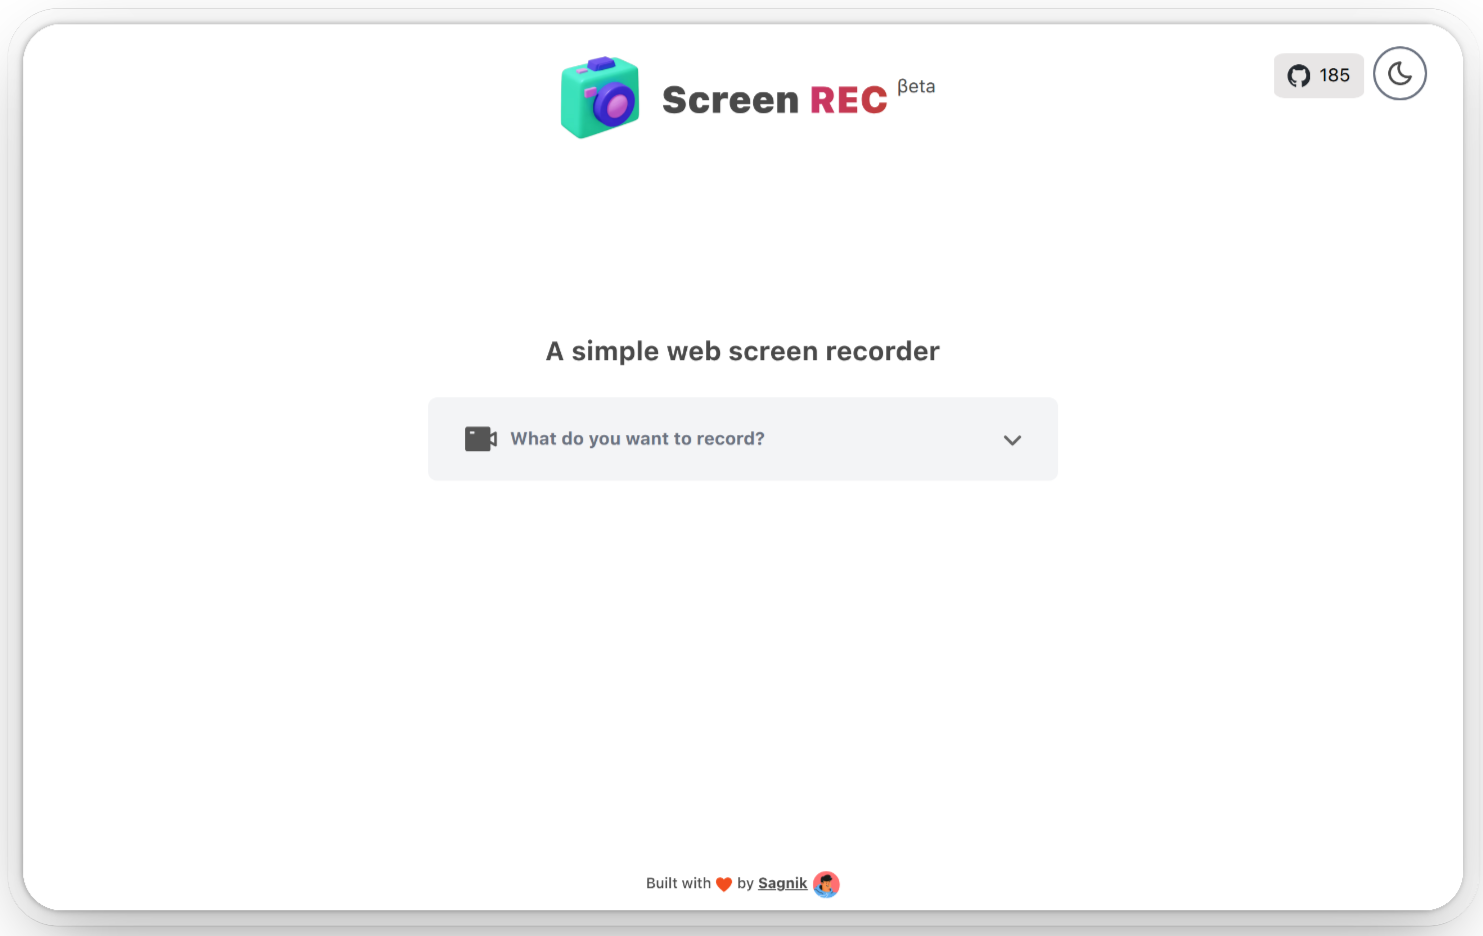 Screen REC βeta
185
A simple web screen recorder
What do you want to record?
Built with ❤️ by Sagnik